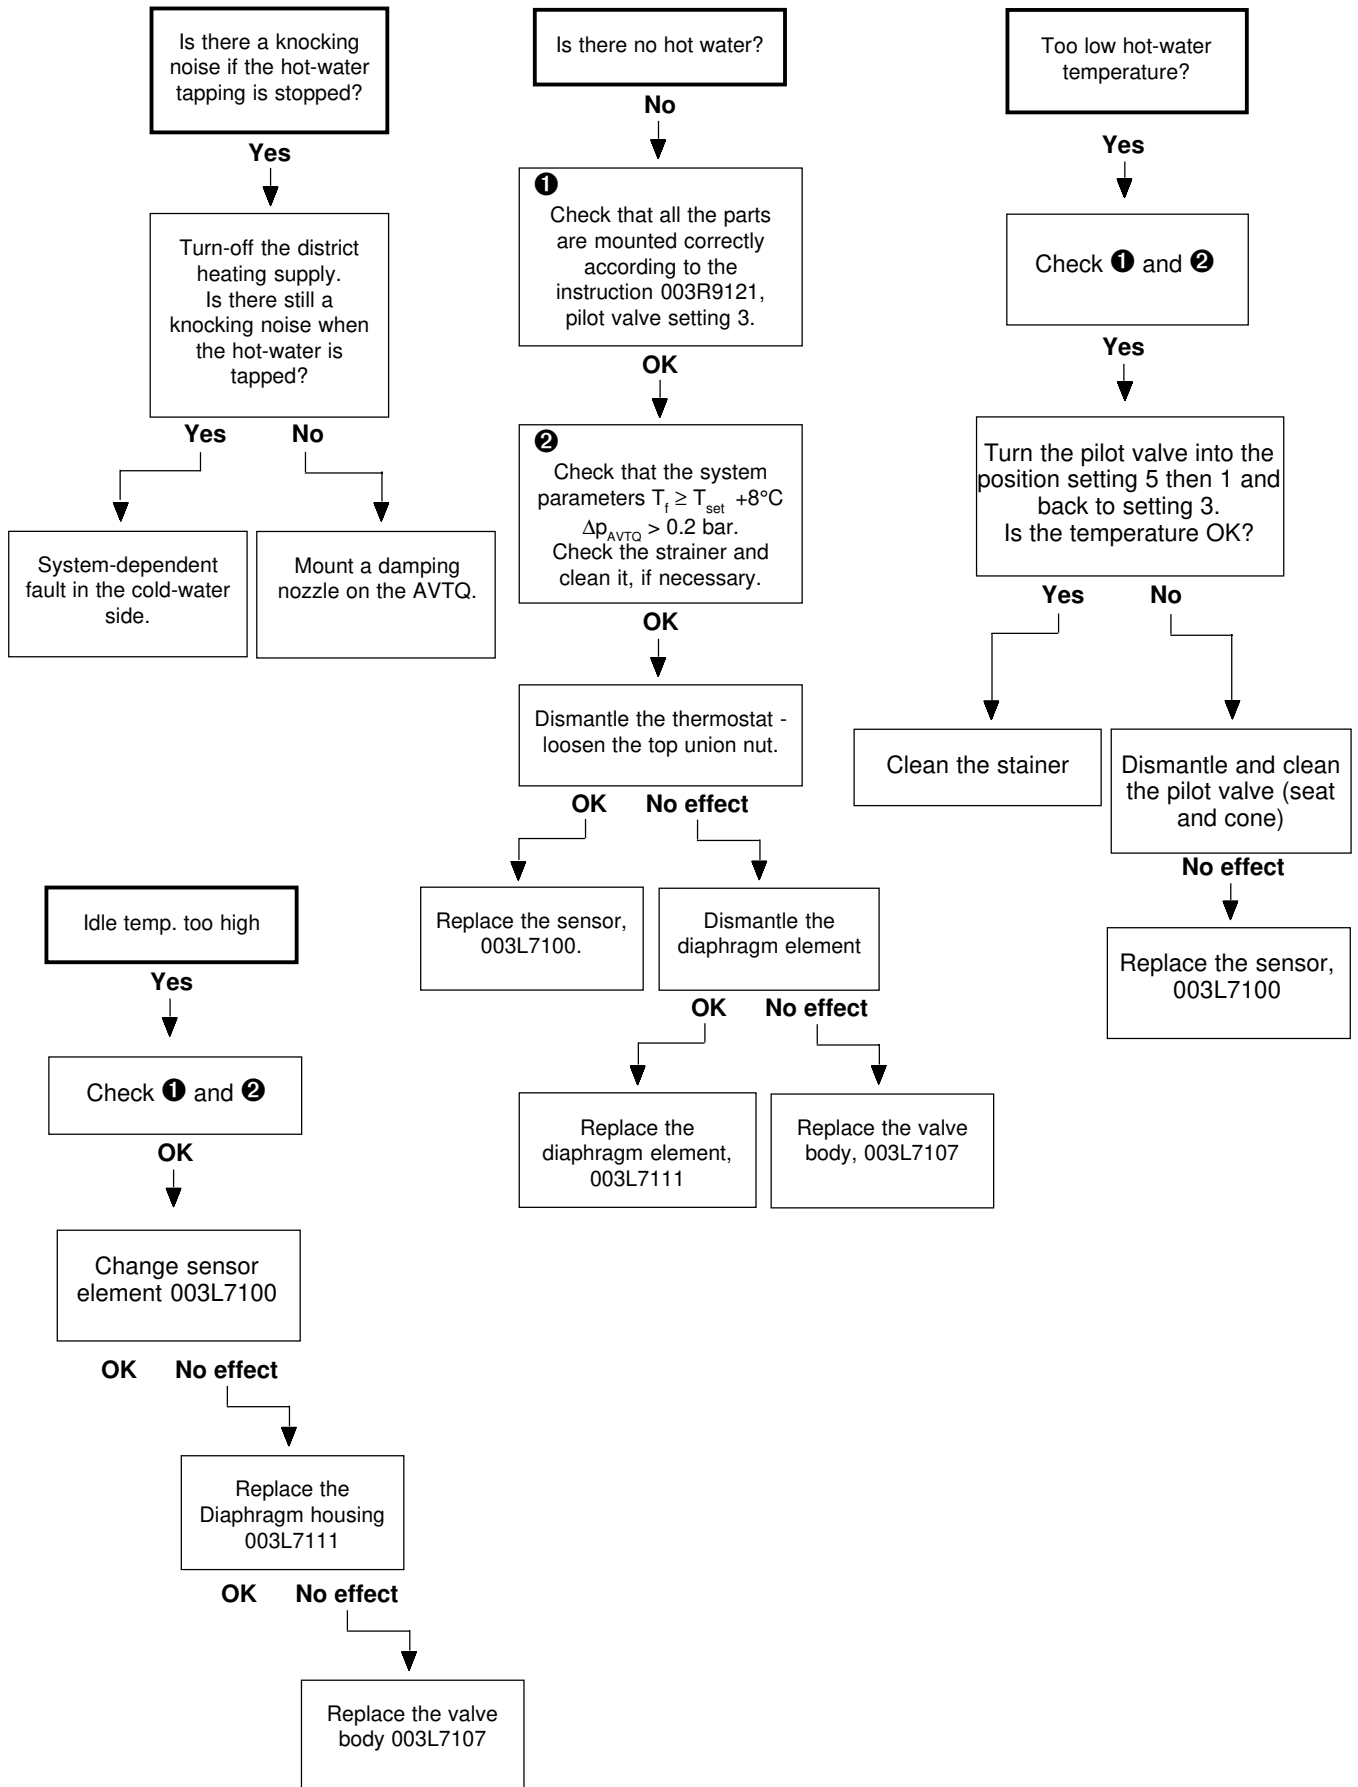 Is there a knocking
noise if the hot-water
tapping is stopped?
Yes
Turn-off the district
heating supply.
Is there still a
knocking noise when
the hot-water is
tapped?
Yes
No
System-dependent
fault in the cold-water
side.
Mount a damping
nozzle on the AVTQ.
Is there no hot water?
No
❶
Check that all the parts
are mounted correctly
according to the
instruction 003R9121,
pilot valve setting 3.
OK
❷
Check that the system
parameters T_f ≥ T_set +8°C
Δp_AVTQ > 0.2 bar.
Check the strainer and
clean it, if necessary.
OK
Dismantle the thermostat -
loosen the top union nut.
OK
No effect
Replace the sensor,
003L7100.
Dismantle the
diaphragm element
OK
No effect
Replace the
diaphragm element,
003L7111
Replace the valve
body, 003L7107
Too low hot-water
temperature?
Yes
Check ❶ and ❷
Yes
Turn the pilot valve into the
position setting 5 then 1 and
back to setting 3.
Is the temperature OK?
Yes
No
Clean the stainer
Dismantle and clean
the pilot valve (seat
and cone)
No effect
Replace the sensor,
003L7100
Idle temp. too high
Yes
Check ❶ and ❷
OK
Change sensor
element 003L7100
OK
No effect
Replace the
Diaphragm housing
003L7111
OK
No effect
Replace the valve
body 003L7107